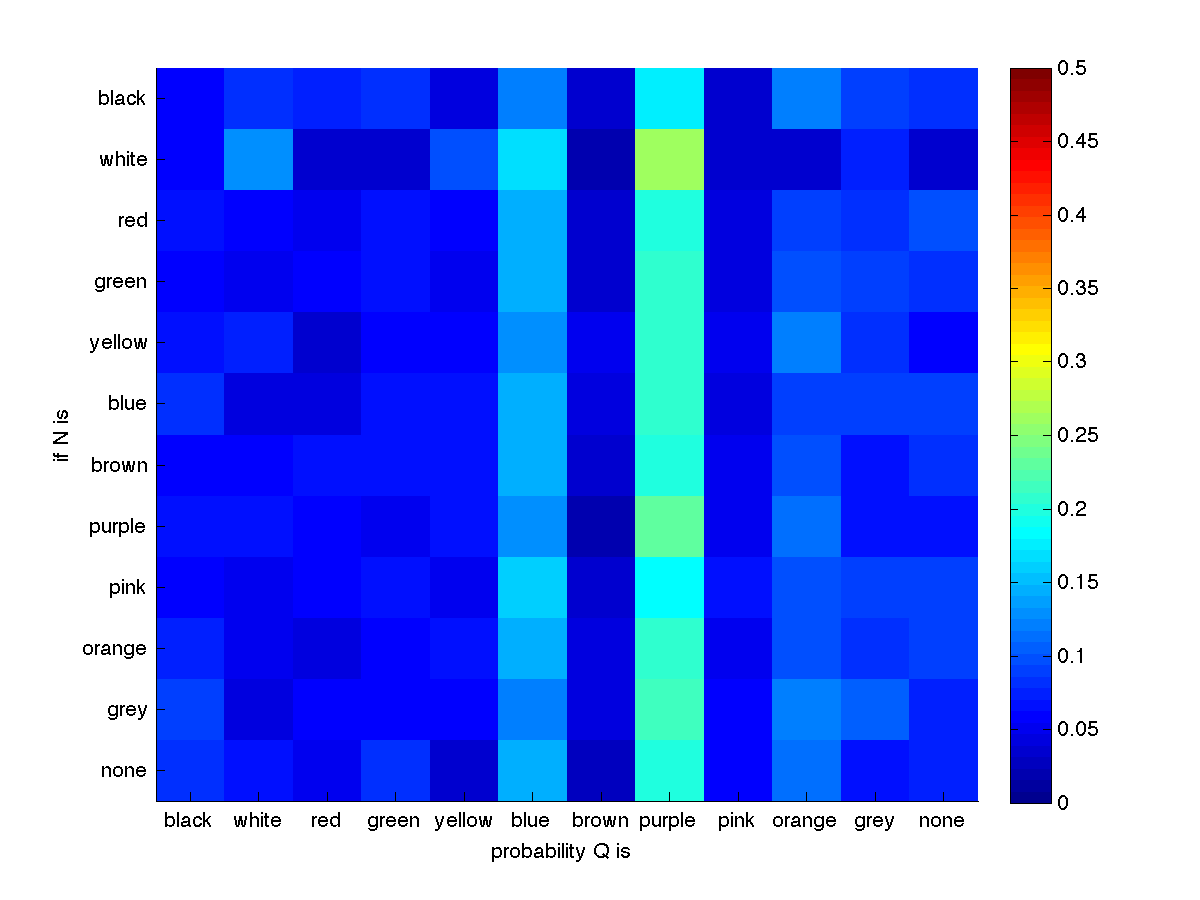 black
white
red
green
yellow
blue
brown
purple
pink
orange
grey
none
if N is
black white red green yellow blue brown purple pink orange grey none
probability Q is
0.5
0.45
0.4
0.35
0.3
0.25
0.2
0.15
0.1
0.05
0